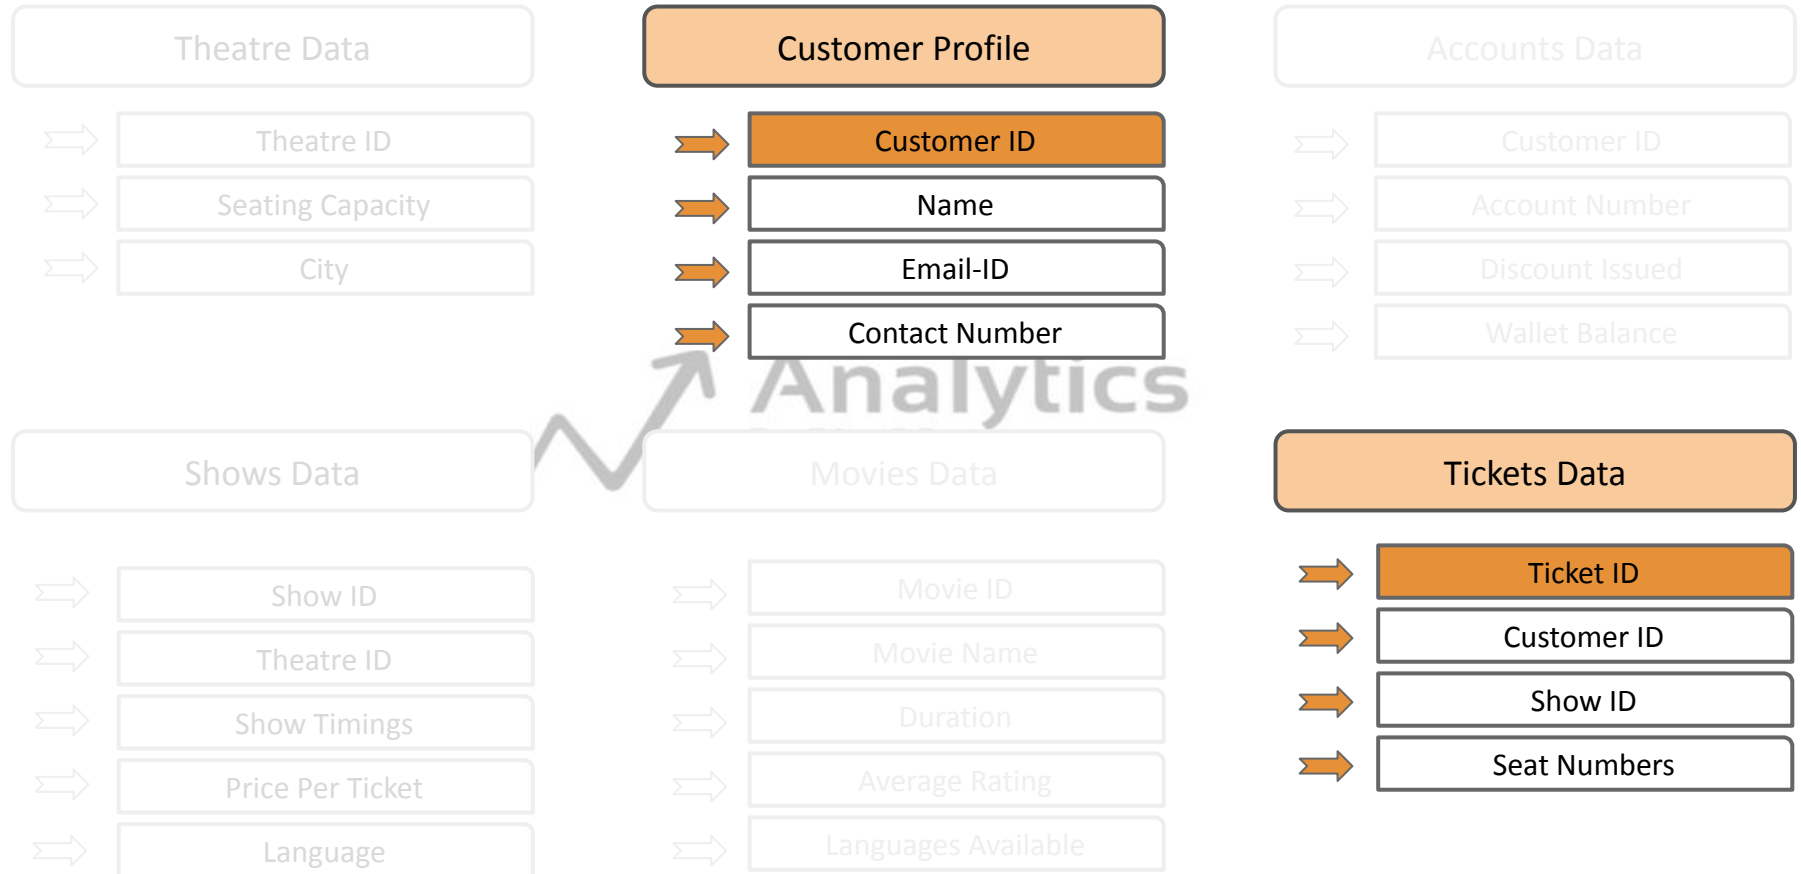 Theatre Data
Theatre ID
Seating Capacity
City
Customer Profile
Customer ID
Name
Email-ID
Contact Number
Accounts Data
Customer ID
Account Number
Discount Issued
Wallet Balance
Analytics
Shows Data
Show ID
Theatre ID
Show Timings
Price Per Ticket
Language
Movies Data
Movie ID
Movie Name
Duration
Average Rating
Languages Available
Tickets Data
Ticket ID
Customer ID
Show ID
Seat Numbers